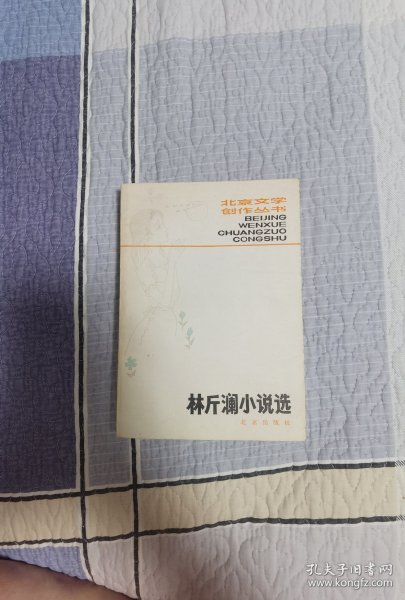 北京文学
创作丛书
BEIJING
WENXUE
CHUANGZUO
CONGSHU
林斤澜小说选
北京出版社
孔夫子旧书网
www.kongfz.com